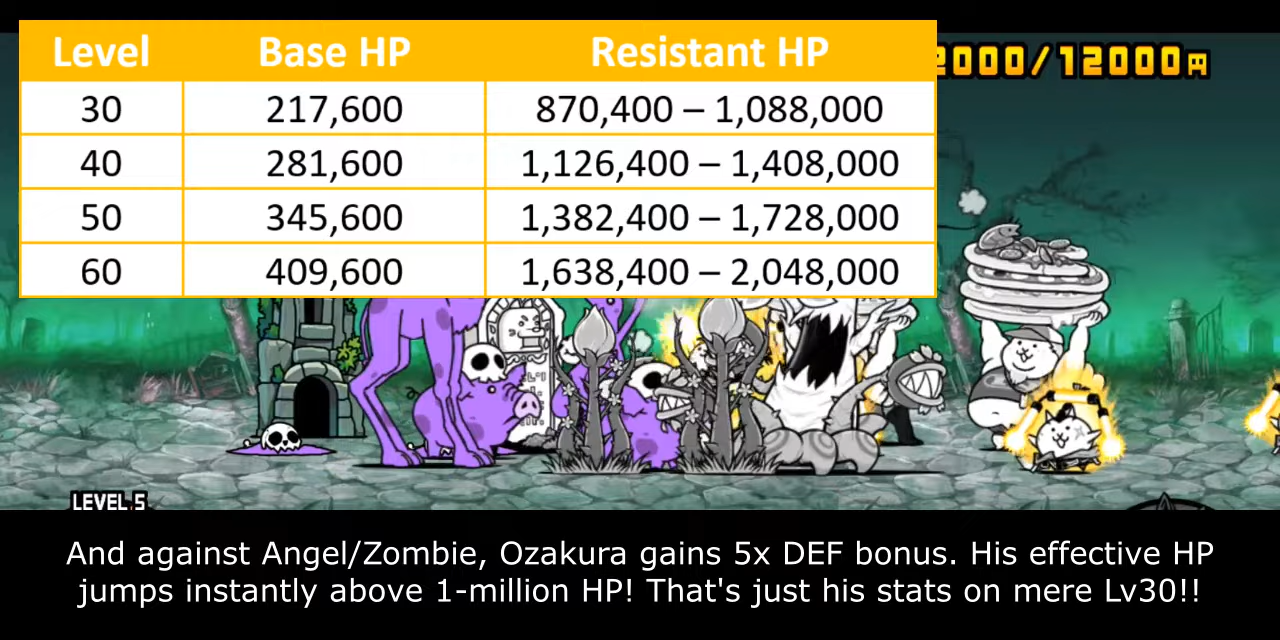 Level Base HP Resistant HP
2000/12000円
30 217,600 870,400 – 1,088,000
40 281,600 1,126,400 – 1,408,000
50 345,600 1,382,400 – 1,728,000
60 409,600 1,638,400 – 2,048,000
LEVEL.5
And against Angel/Zombie, Ozakura gains 5x DEF bonus. His effective HP
jumps instantly above 1-million HP! That's just his stats on mere Lv30!!